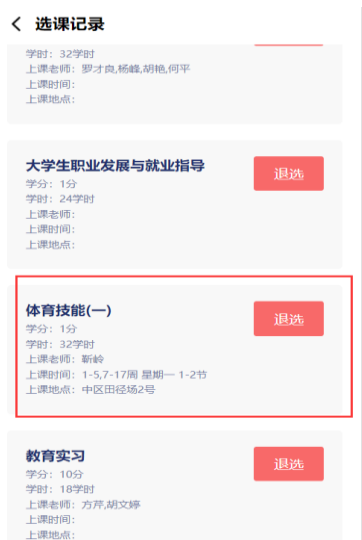 选课记录
学时：32学时
上课老师：罗才良,杨峰,胡艳,何平
上课时间：
上课地点：
大学生职业发展与就业指导
退选
学分：1分
学时：24学时
上课老师：
上课时间：
上课地点：
体育技能(一)
退选
学分：1分
学时：32学时
上课老师：靳岭
上课时间：1-5,7-17周 星期一 1-2节
上课地点：中区田径场2号
教育实习
退选
学分：10分
学时：18学时
上课老师：方芹,胡文婷
上课时间：
上课地点：